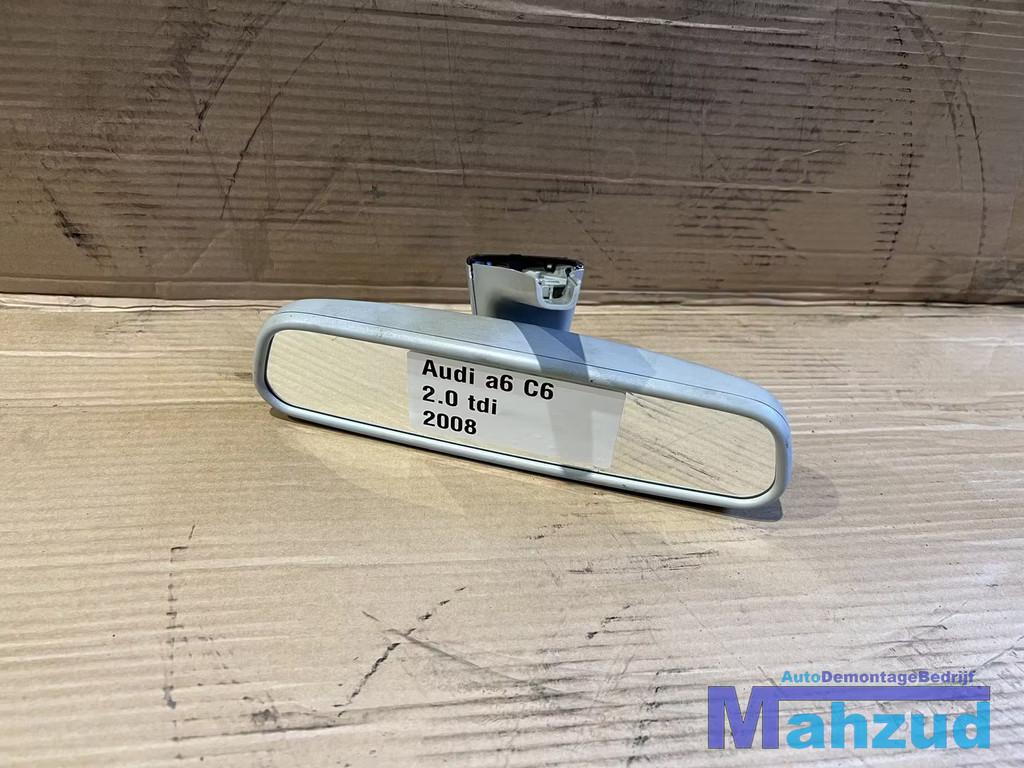 Audi a6 C6
2.0 tdi
2008
AutoDemontageBedrijf
Mahzud